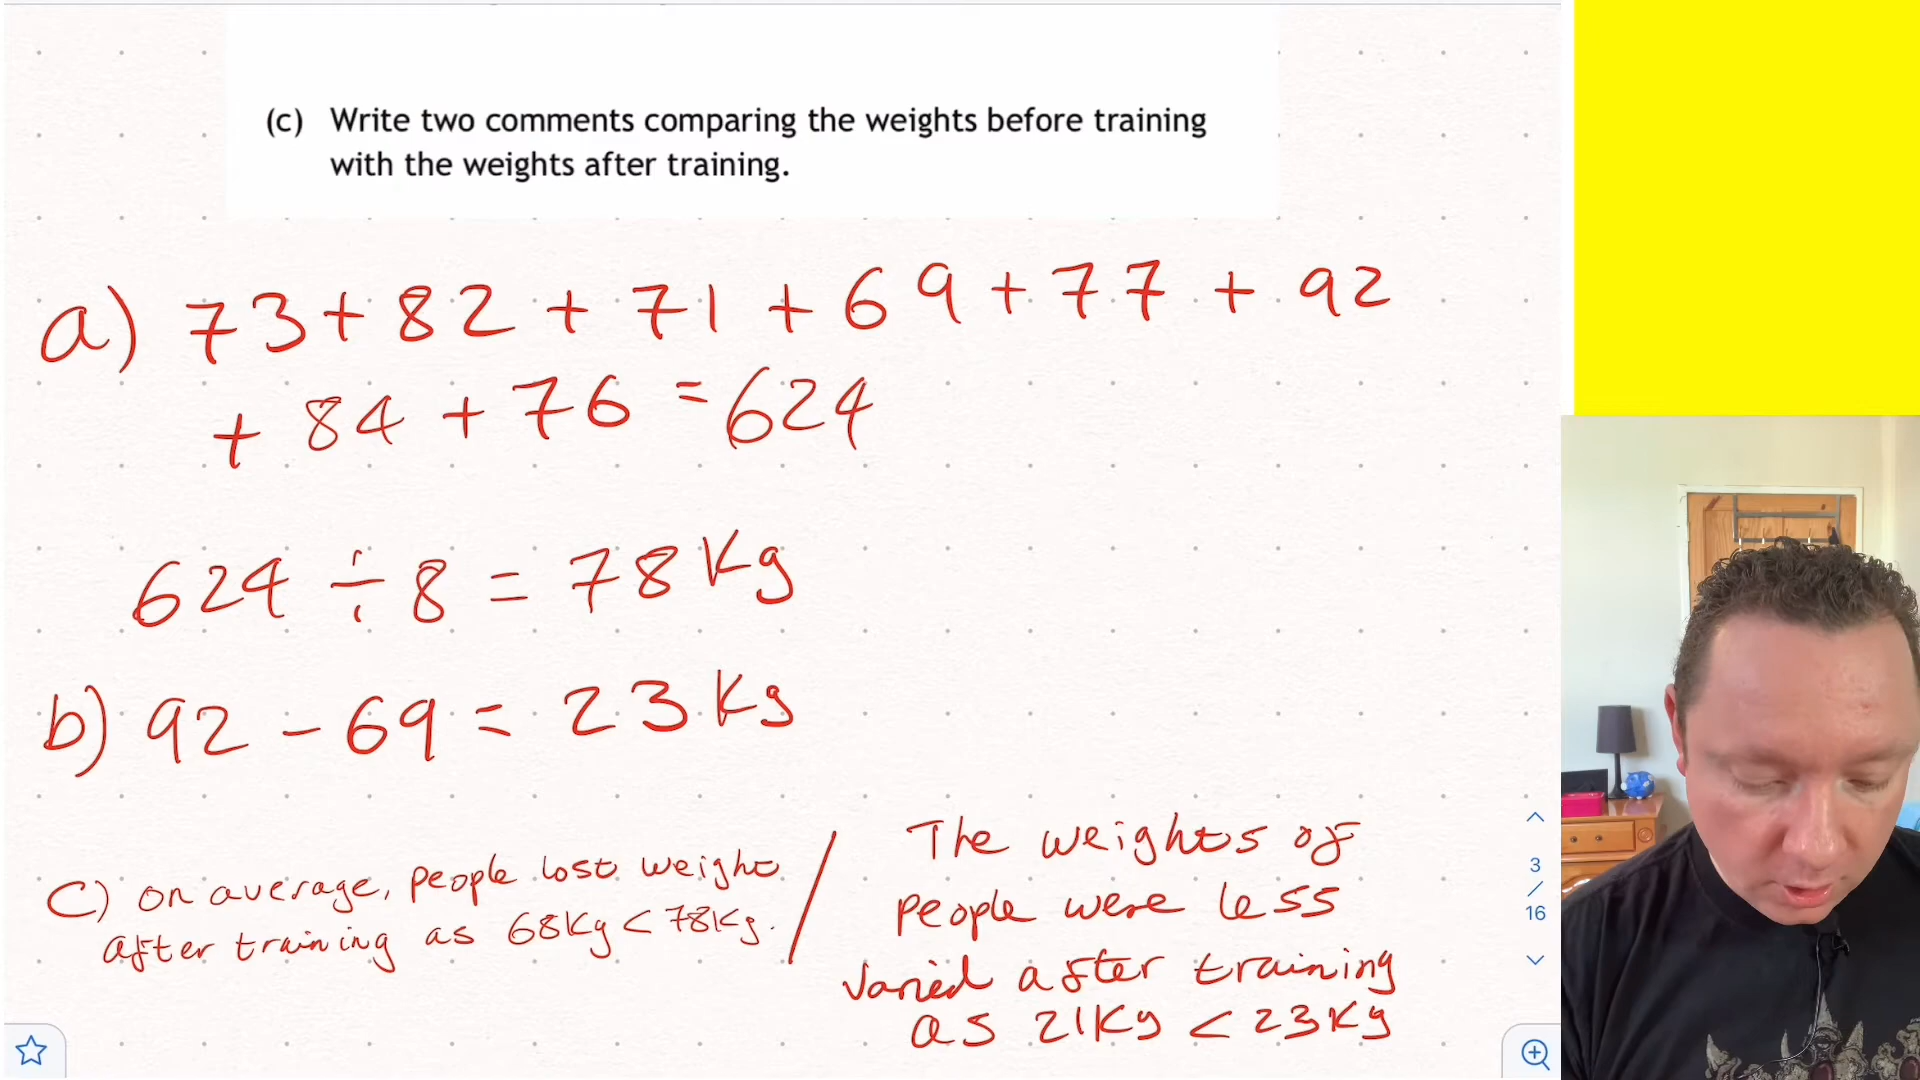 (c) Write two comments comparing the weights before training
with the weights after training.
a) 73 + 82 + 71 + 69 + 77 + 92
+ 84 + 76 = 624
624 ÷ 8 = 78 Kg
b) 92 - 69 = 23 Kg
C) on average, people lost weight
after training as 68Kg < 78Kg.
/
The weights of
people were less
varied after training
as 21Kg < 23Kg
3
/
16